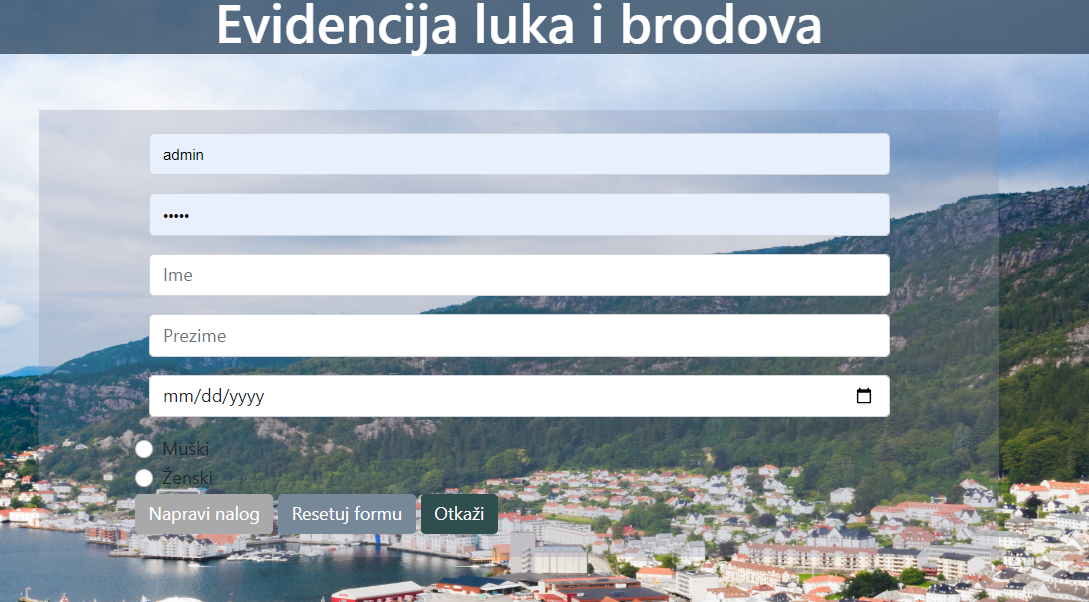 Evidencija luka i brodova
admin
•••••
Ime
Prezime
mm/dd/yyyy
Muški
Ženski
Napravi nalog Resetuj formu Otkaži